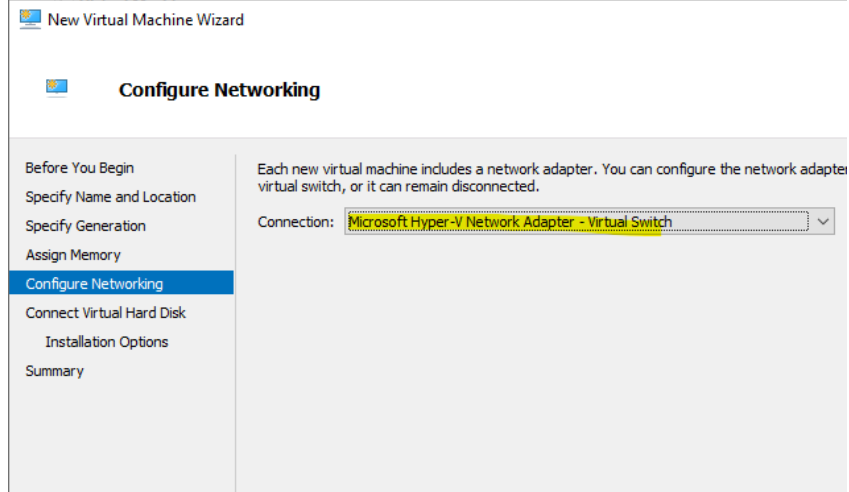 New Virtual Machine Wizard
Configure Networking
Before You Begin
Specify Name and Location
Specify Generation
Assign Memory
Configure Networking
Connect Virtual Hard Disk
Installation Options
Summary
Each new virtual machine includes a network adapter. You can configure the network adapter
virtual switch, or it can remain disconnected.
Connection: Microsoft Hyper-V Network Adapter - Virtual Switch